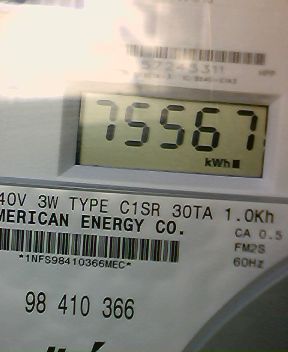 75567
kWh
40V 3W TYPE C1SR 30TA 1.0Kh
MERICAN ENERGY CO. CA 0.5
FM2S
*1NFS98410366MEC* 60Hz
98 410 366